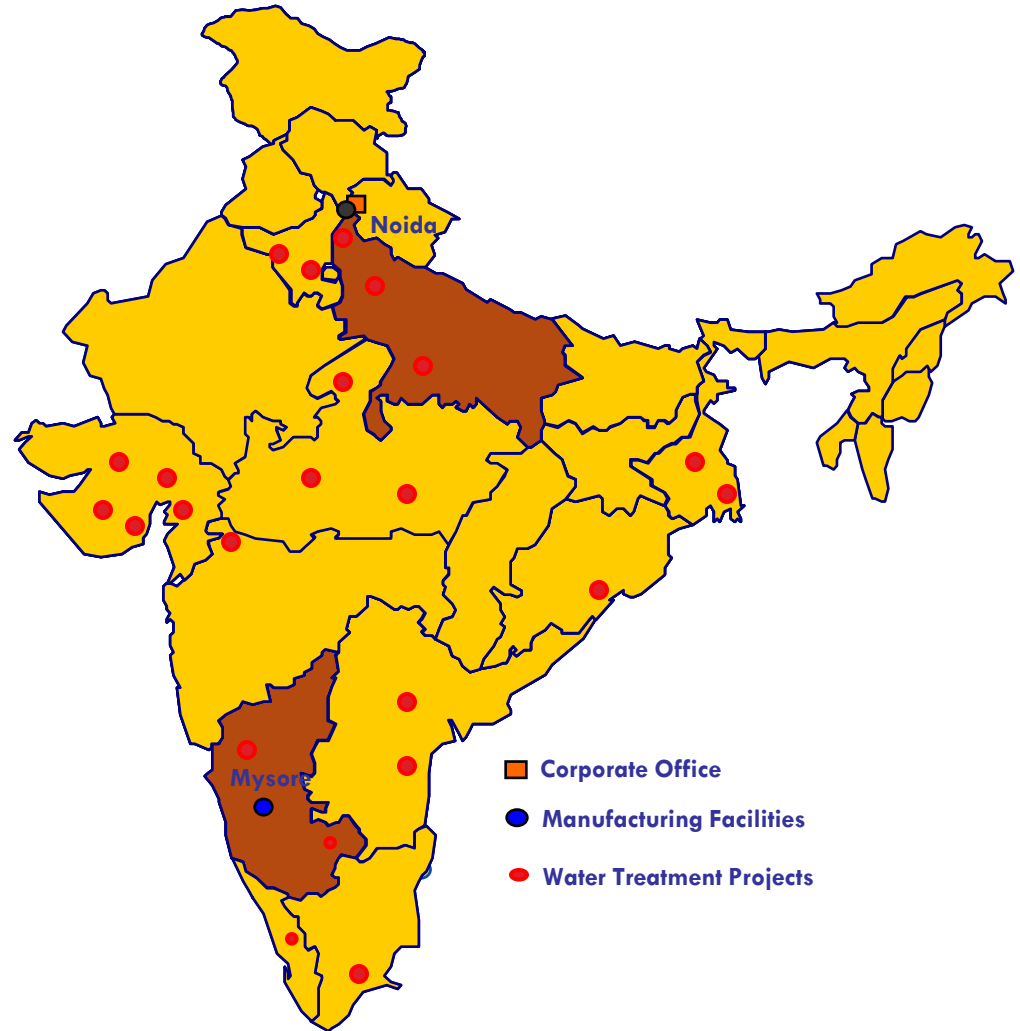 Noida
Mysore
Corporate Office
Manufacturing Facilities
Water Treatment Projects